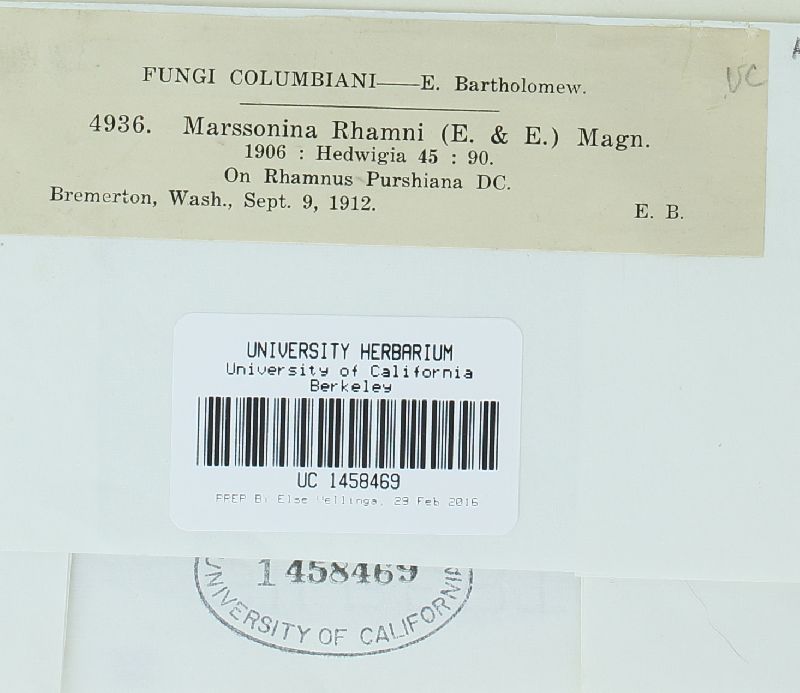 FUNGI COLUMBIANI——E. Bartholomew.
UC
4936. Marssonina Rhamni (E. & E.) Magn.
1906 : Hedwigia 45 : 90.
On Rhamnus Purshiana DC.
Bremerton, Wash., Sept. 9, 1912. E. B.
UNIVERSITY HERBARIUM
University of California
Berkeley
UC 1458469
PREP By Else Vellinga, 29 Feb 2016
1458469
UNIVERSITY OF CALIFORNIA